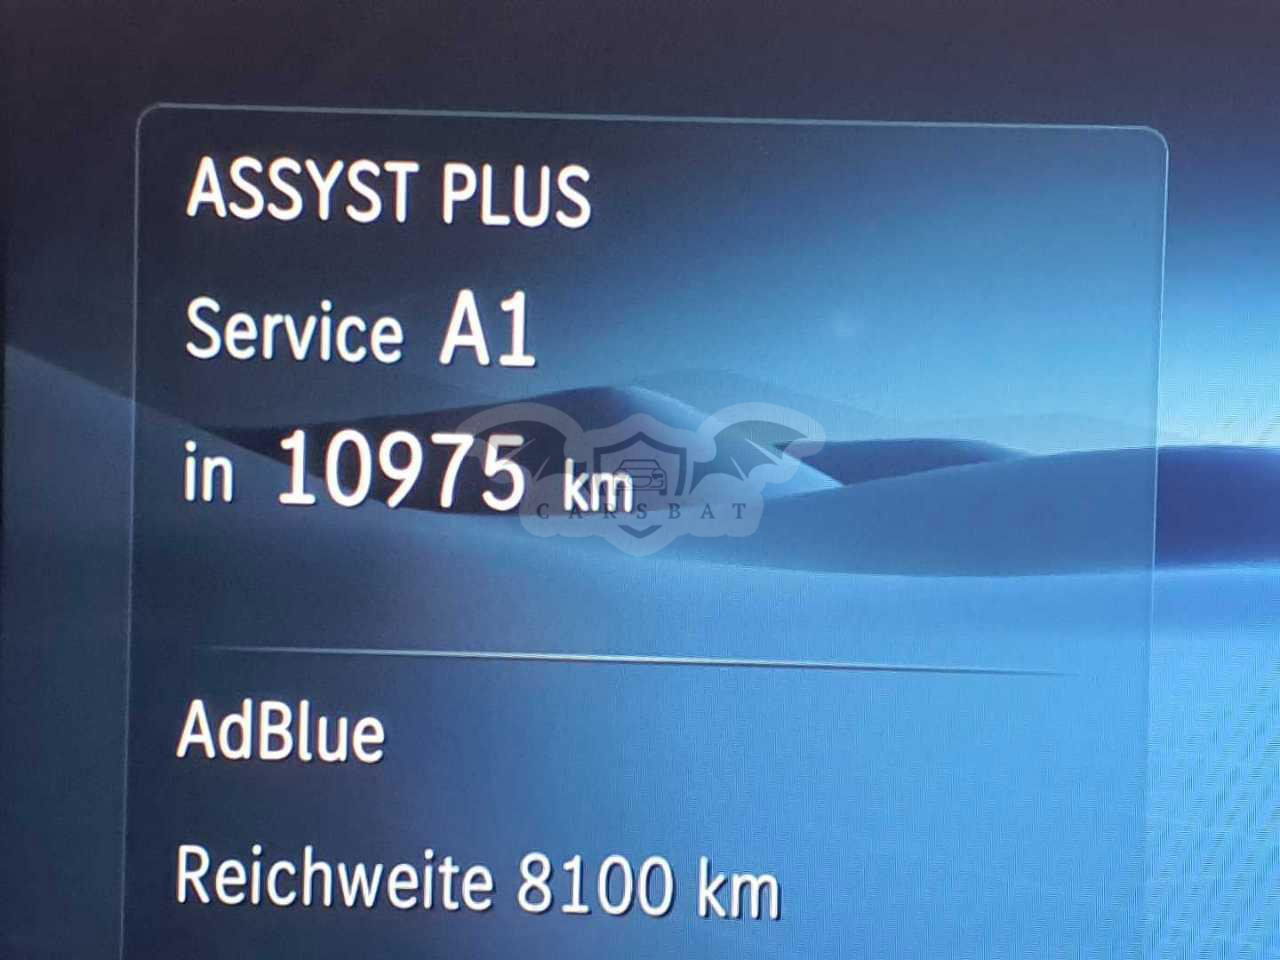 ASSYST PLUS
Service A1
in 10975 km
CARSBAT
AdBlue
Reichweite 8100 km